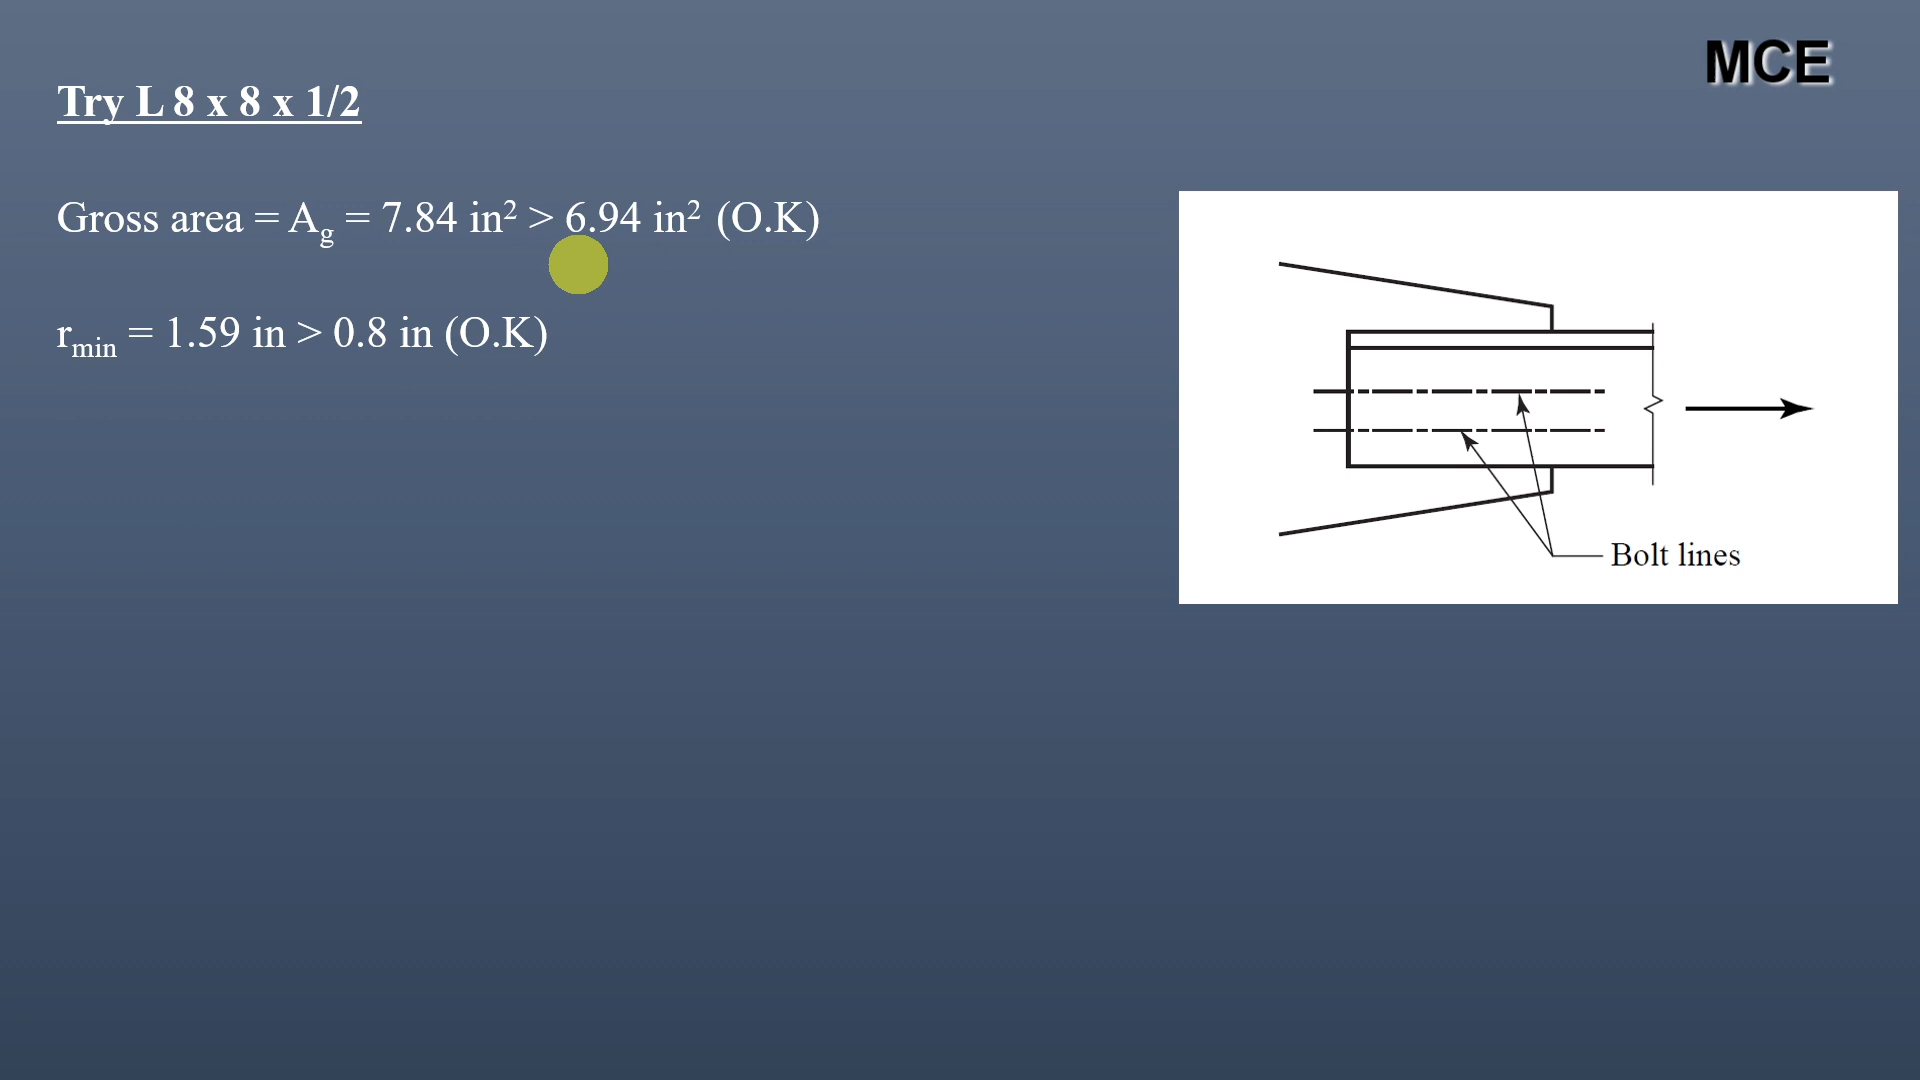 MCE
Try L 8 x 8 x 1/2
Gross area = Ag = 7.84 in² > 6.94 in² (O.K)
rmin = 1.59 in > 0.8 in (O.K)
Bolt lines